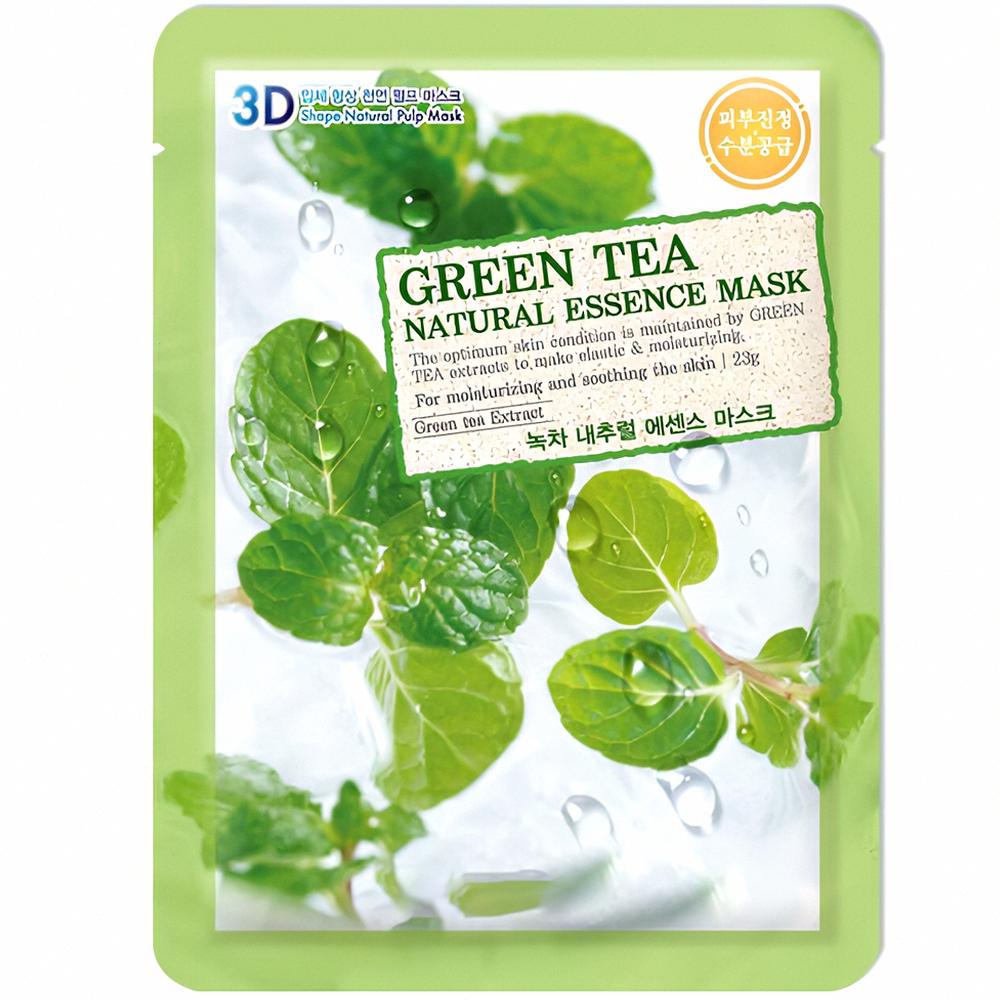 3D 입체 형상 천연 펄프 마스크
Shape Natural Pulp Mask
피부진정
수분공급
GREEN TEA
NATURAL ESSENCE MASK
The optimum skin condition is maintained by GREEN
TEA extracts to make elastic & moisturizing.
For moisturizing and soothing the skin | 23g
Green tea Extract
녹차 내추럴 에센스 마스크